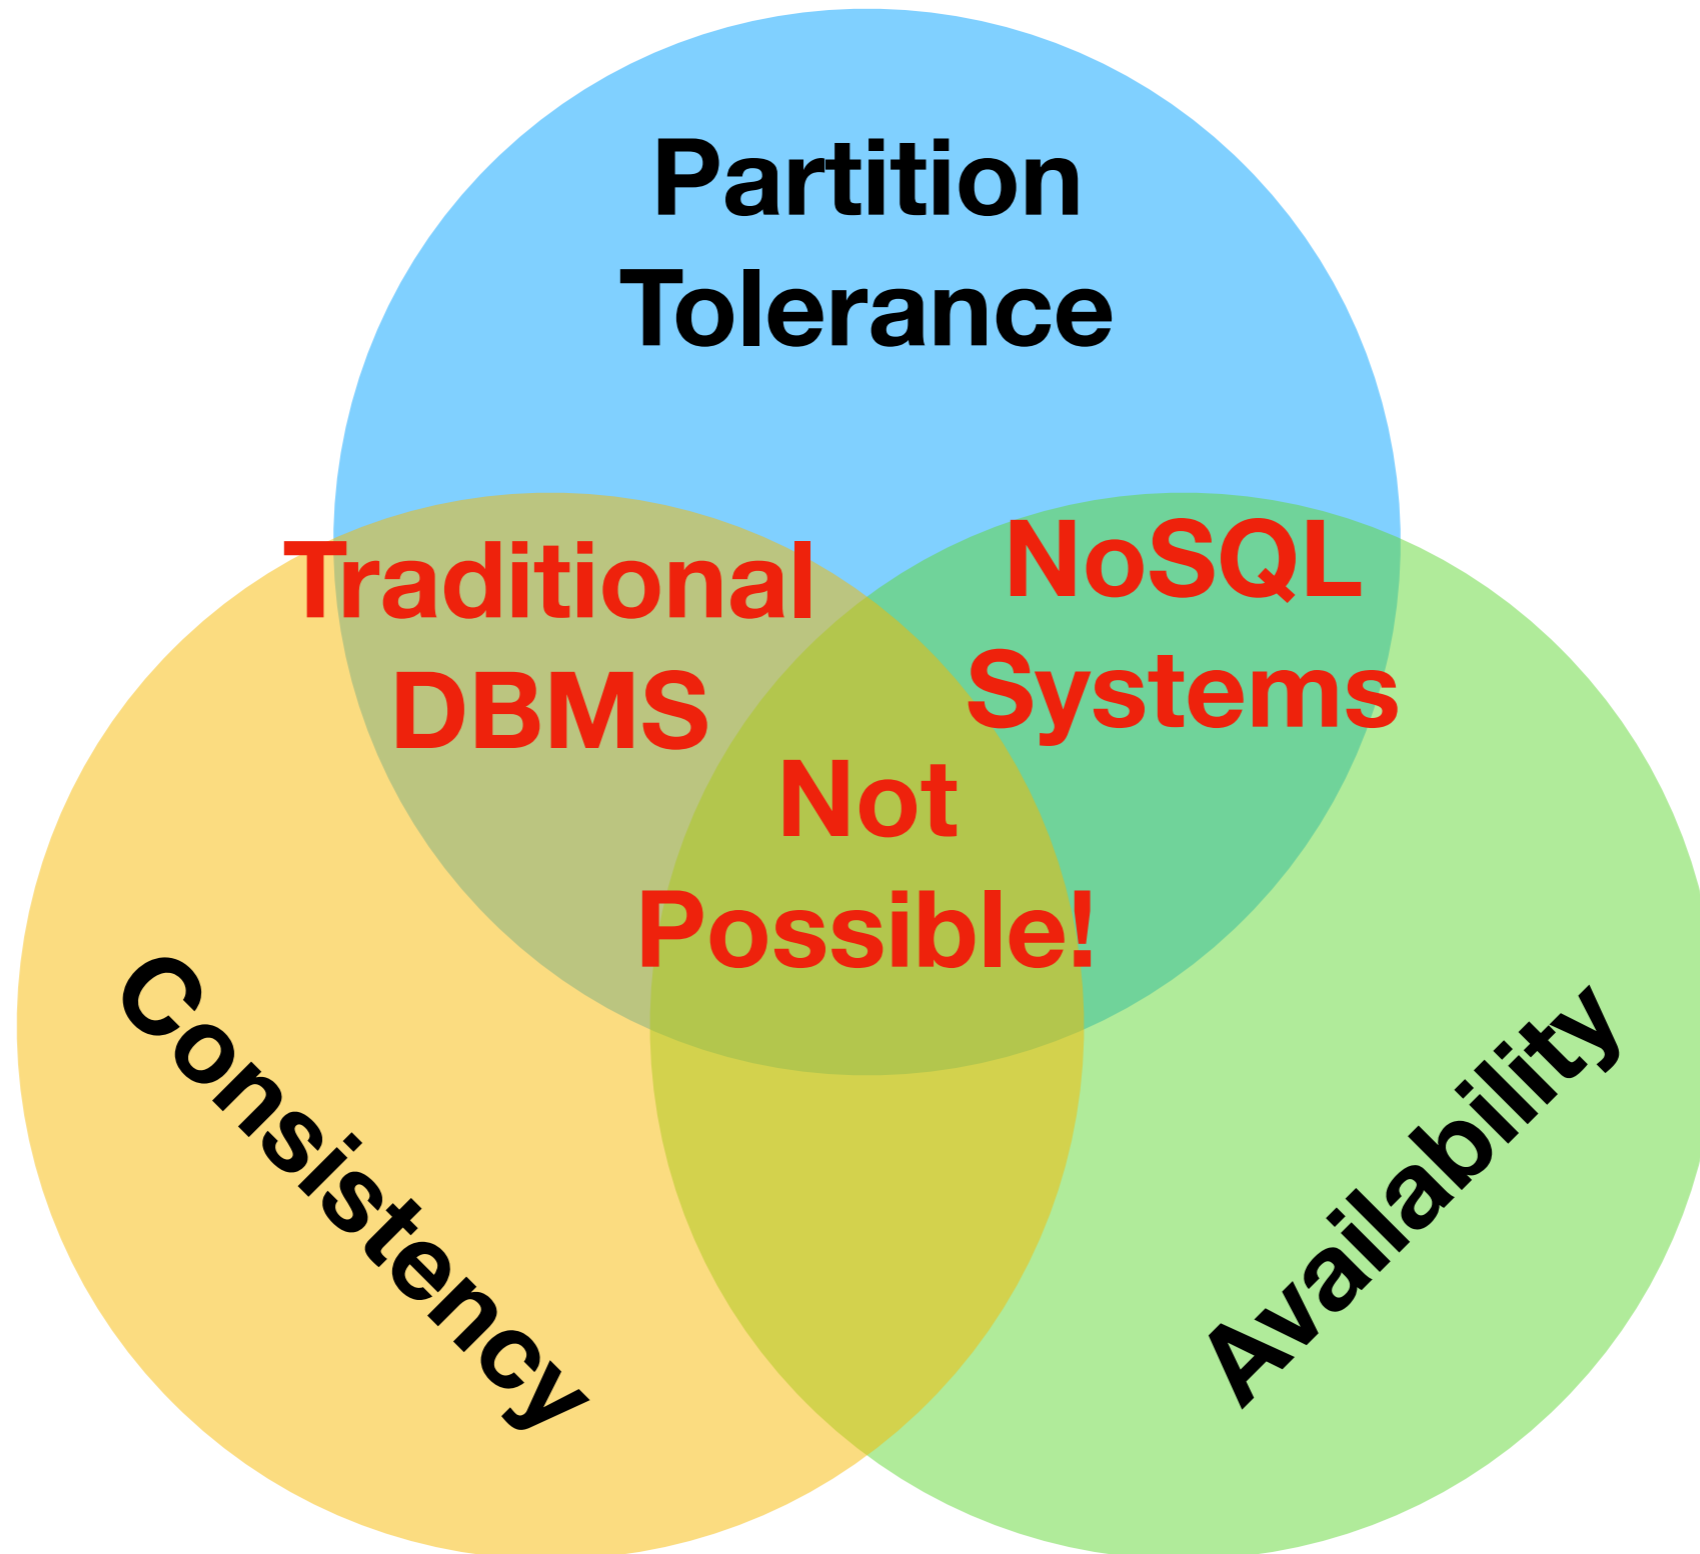 Partition
Tolerance
Traditional
DBMS
NoSQL
Systems
Not
Possible!
Consistency
Availability